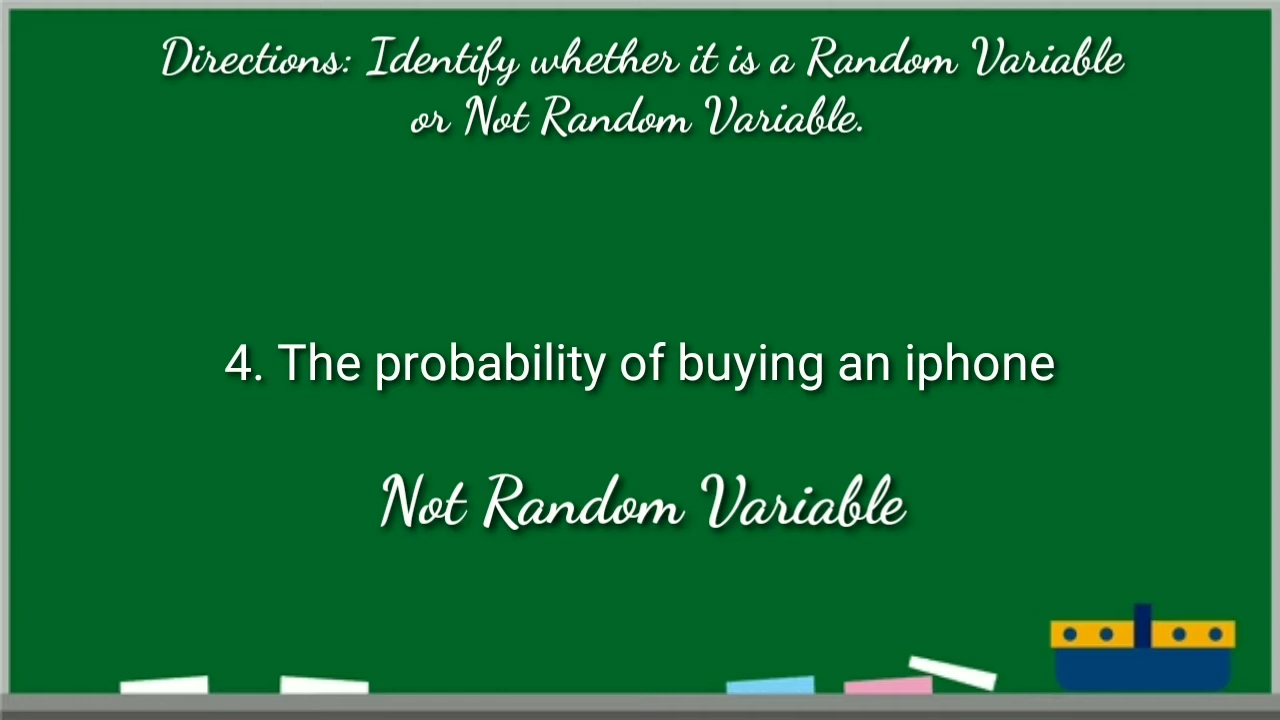 Directions: Identify whether it is a Random Variable
or Not Random Variable.
4. The probability of buying an iphone
Not Random Variable